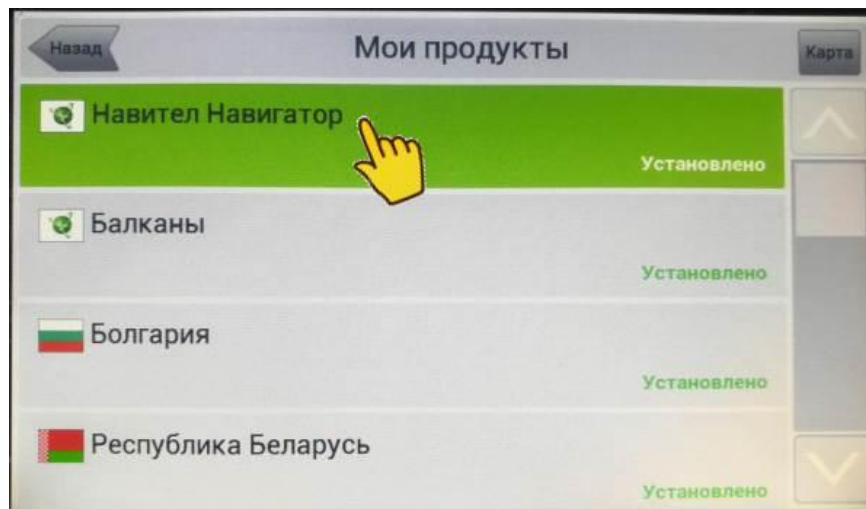 Назад
Мои продукты
Карта
Навител Навигатор
Установлено
Балканы
Установлено
Болгария
Установлено
Республика Беларусь
Установлено